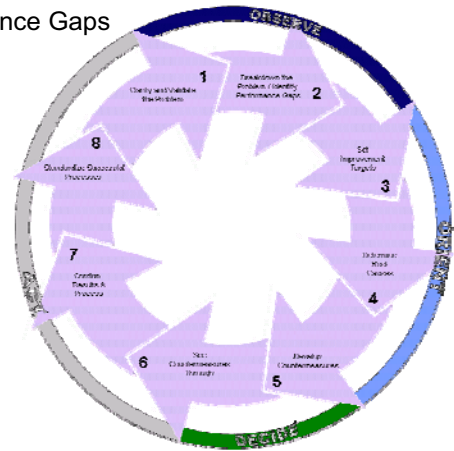 nce Gaps
OBSERVE
1
Clarify and Validate
the Problem
2
Breakdown the
Problem / Identify
Performance Gaps
3
Set
Improvement
Targets
4
Determine
Root
Causes
5
Develop
Countermeasures
6
See
Countermeasures
Through
7
Confirm
Results &
Process
8
Standardize Successful
Processes
DECIDE